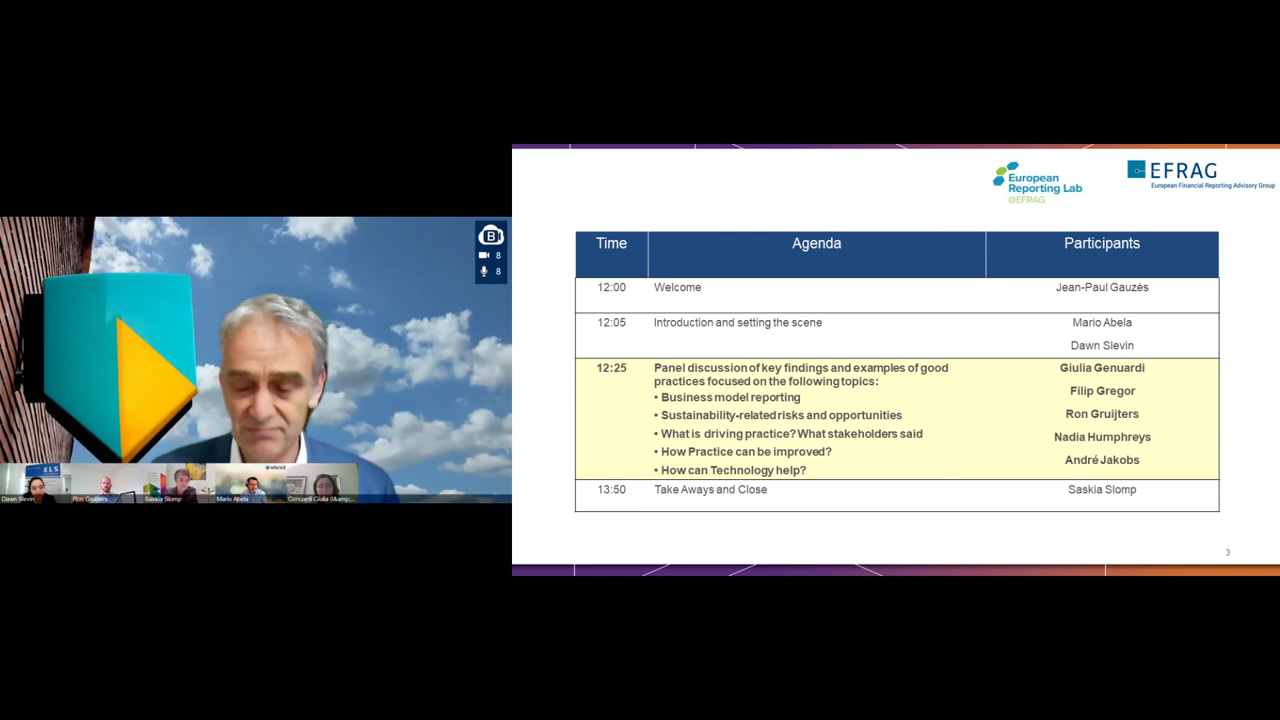 B
8
8
ELS
wbcsd
Dawn Slevin
Ron Gruijters
Saskia Slomp
Mario Abela
Genuardi Giulia (I&amp;...
European
Reporting Lab
@EFRAG
EFRAG
European Financial Reporting Advisory Group
Time Agenda Participants
12:00 Welcome Jean-Paul Gauzès
12:05 Introduction and setting the scene Mario Abela
Dawn Slevin
12:25 Panel discussion of key findings and examples of good Giulia Genuardi
practices focused on the following topics:
• Business model reporting Filip Gregor
• Sustainability-related risks and opportunities Ron Gruijters
• What is driving practice? What stakeholders said Nadia Humphreys
• How Practice can be improved? André Jakobs
• How can Technology help?
13:50 Take Aways and Close Saskia Slomp
3